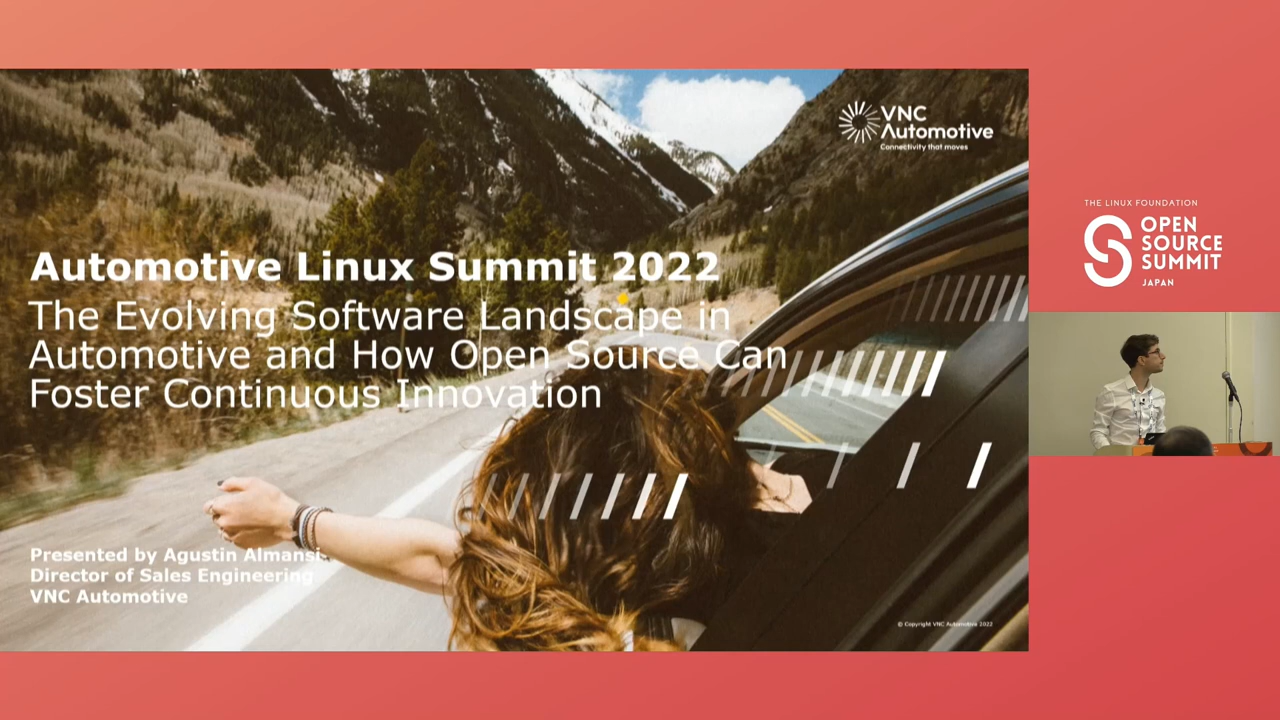 VNC
Automotive
Connectivity that moves
Automotive Linux Summit 2022
The Evolving Software Landscape in
Automotive and How Open Source Can
Foster Continuous Innovation
Presented by Agustin Almansi
Director of Sales Engineering
VNC Automotive
© Copyright VNC Automotive 2022
THE LINUX FOUNDATION
OPEN
SOURCE
SUMMIT
JAPAN